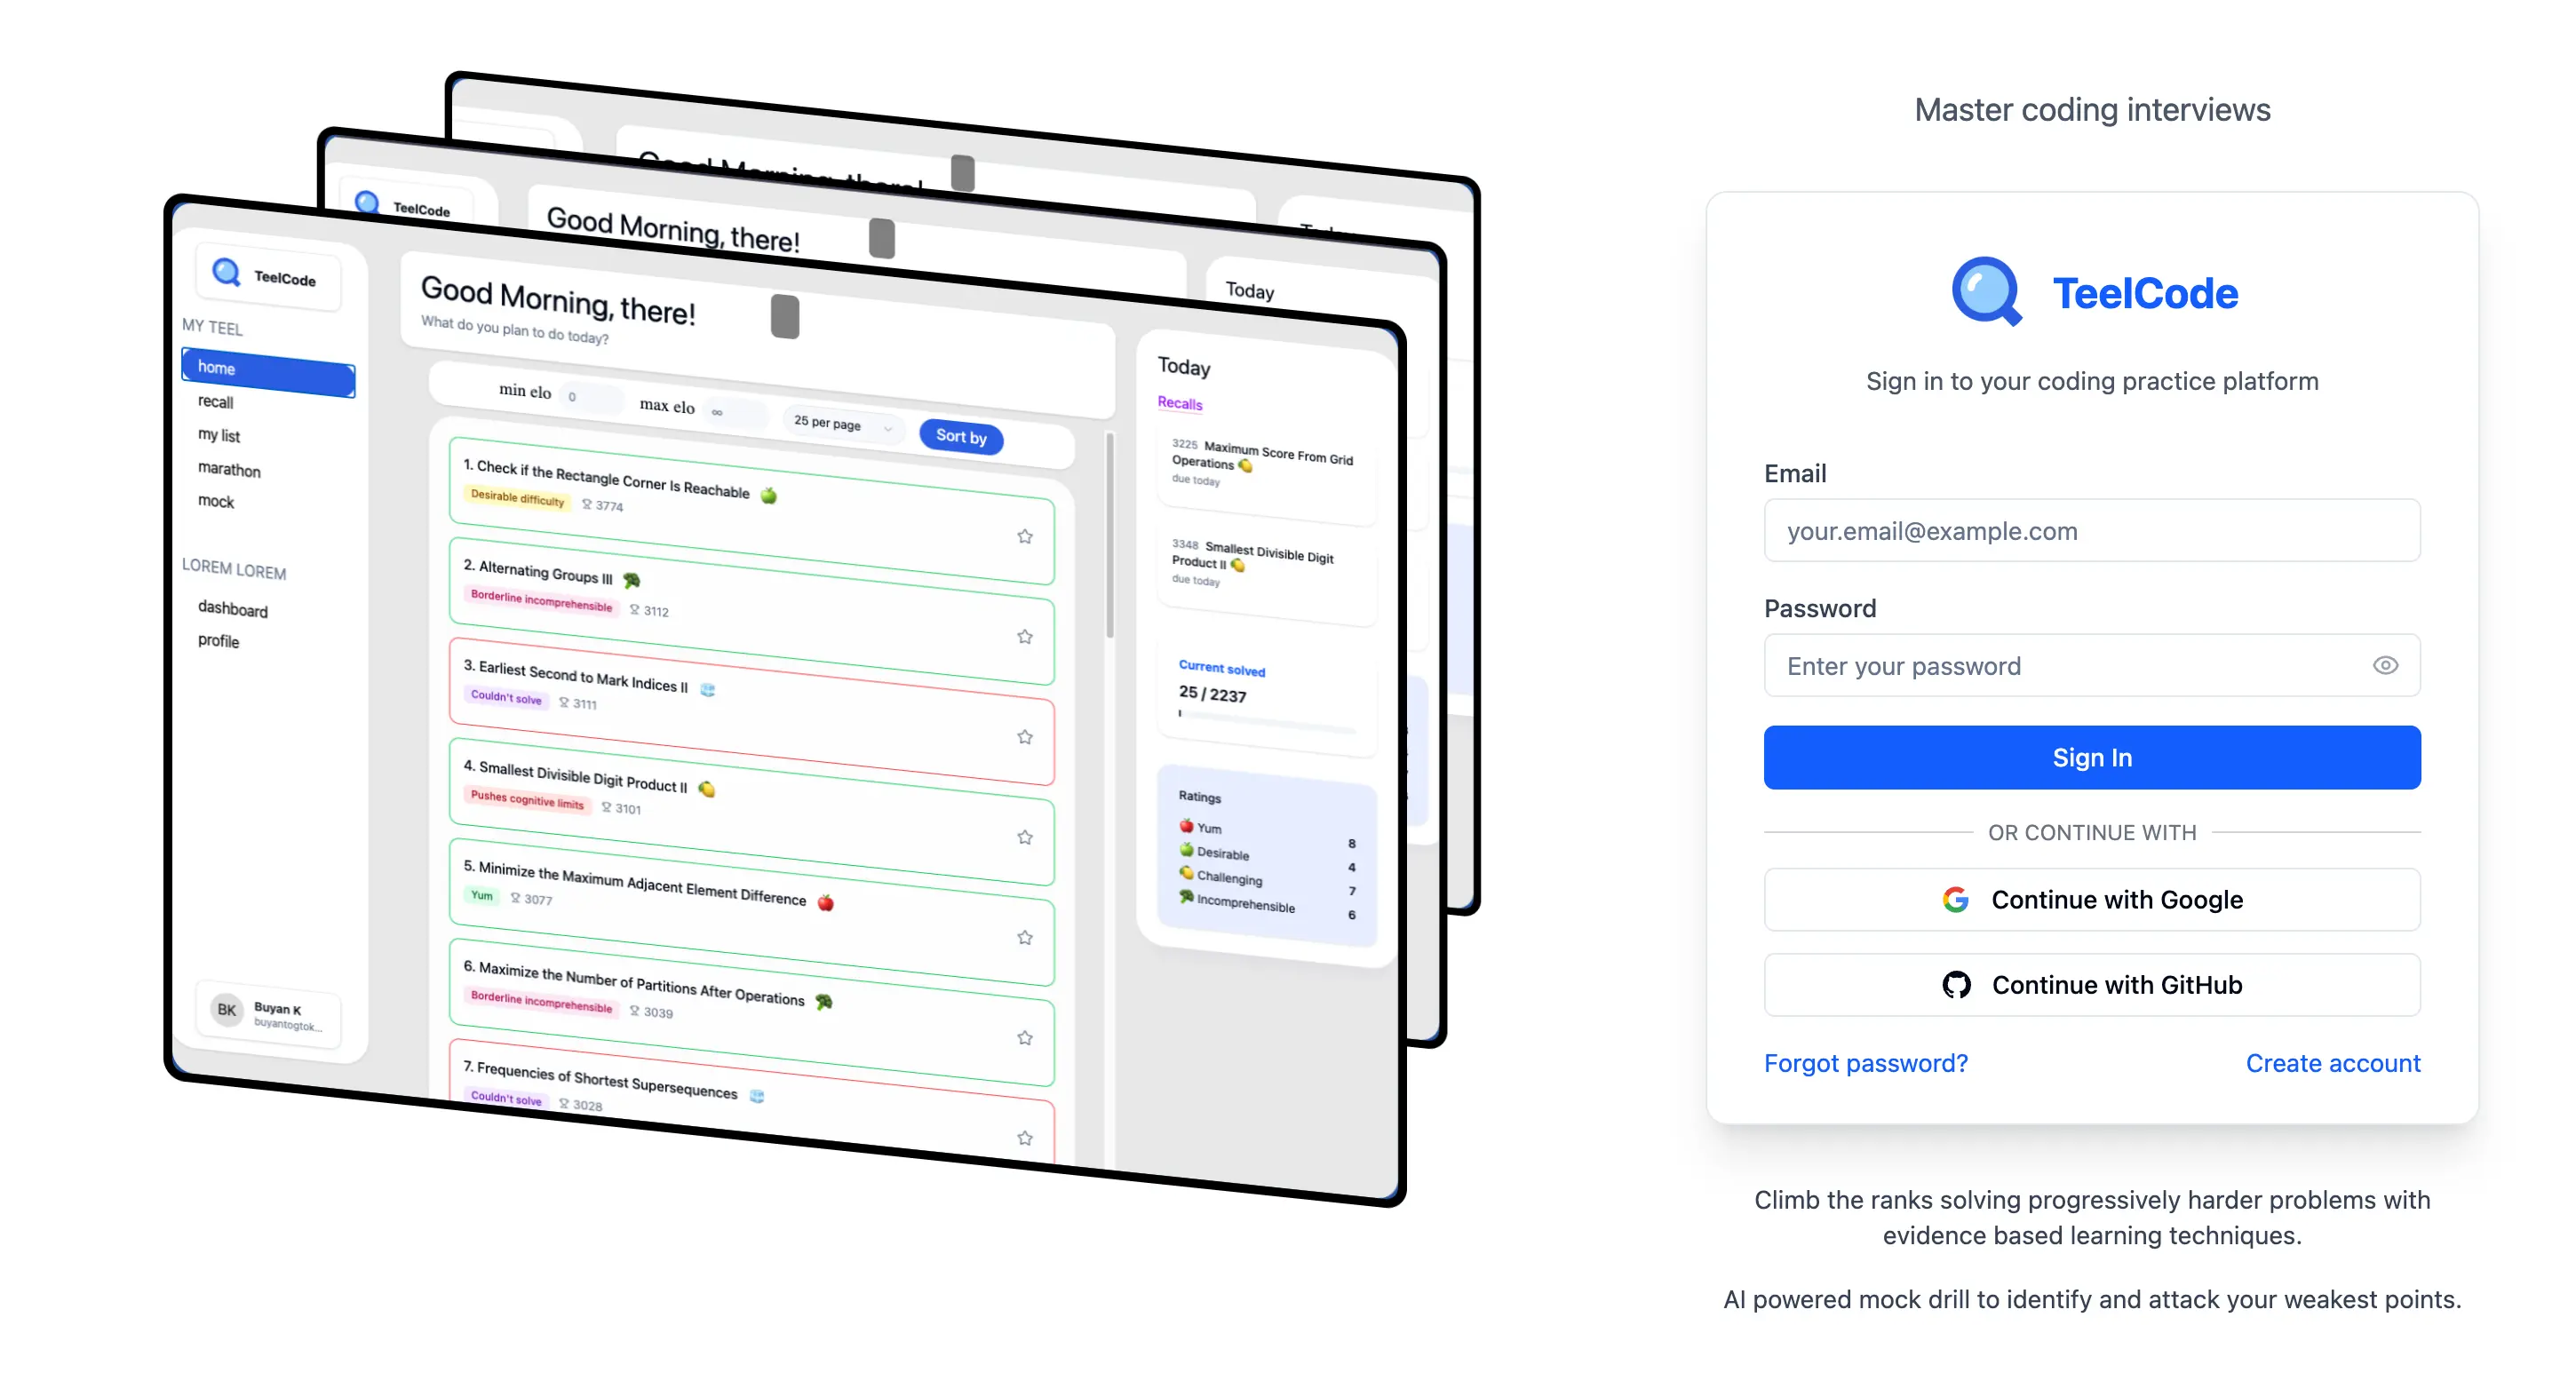 Good Morning, there!
Today
TeelCode
Good Morning, there!
Today
TeelCode
MY TEEL
home
recall
my list
marathon
mock
LOREM LOREM
dashboard
profile
BK
Buyan K
buyantogtok...
Good Morning, there!
What do you plan to do today?
min elo 0 max elo ∞ 25 per page Sort by
1. Check if the Rectangle Corner Is Reachable 🍏
Desirable difficulty 3774
2. Alternating Groups III 🥦
Borderline incomprehensible 3112
3. Earliest Second to Mark Indices II 🧊
Couldn't solve 3111
4. Smallest Divisible Digit Product II 🍋
Pushes cognitive limits 3101
5. Minimize the Maximum Adjacent Element Difference 🍎
Yum 3077
6. Maximize the Number of Partitions After Operations 🥦
Borderline incomprehensible 3039
7. Frequencies of Shortest Supersequences 🧊
Couldn't solve 3028
Today
Recalls
3225 Maximum Score From Grid
Operations 🍋
due today
3348 Smallest Divisible Digit
Product II 🍋
due today
Current solved
25 / 2237
Ratings
🍎 Yum 8
🍏 Desirable 4
🍋 Challenging 7
🥦 Incomprehensible 6
Master coding interviews
TeelCode
Sign in to your coding practice platform
Email
your.email@example.com
Password
Enter your password
Sign In
OR CONTINUE WITH
Continue with Google
Continue with GitHub
Forgot password? Create account
Climb the ranks solving progressively harder problems with
evidence based learning techniques.
AI powered mock drill to identify and attack your weakest points.